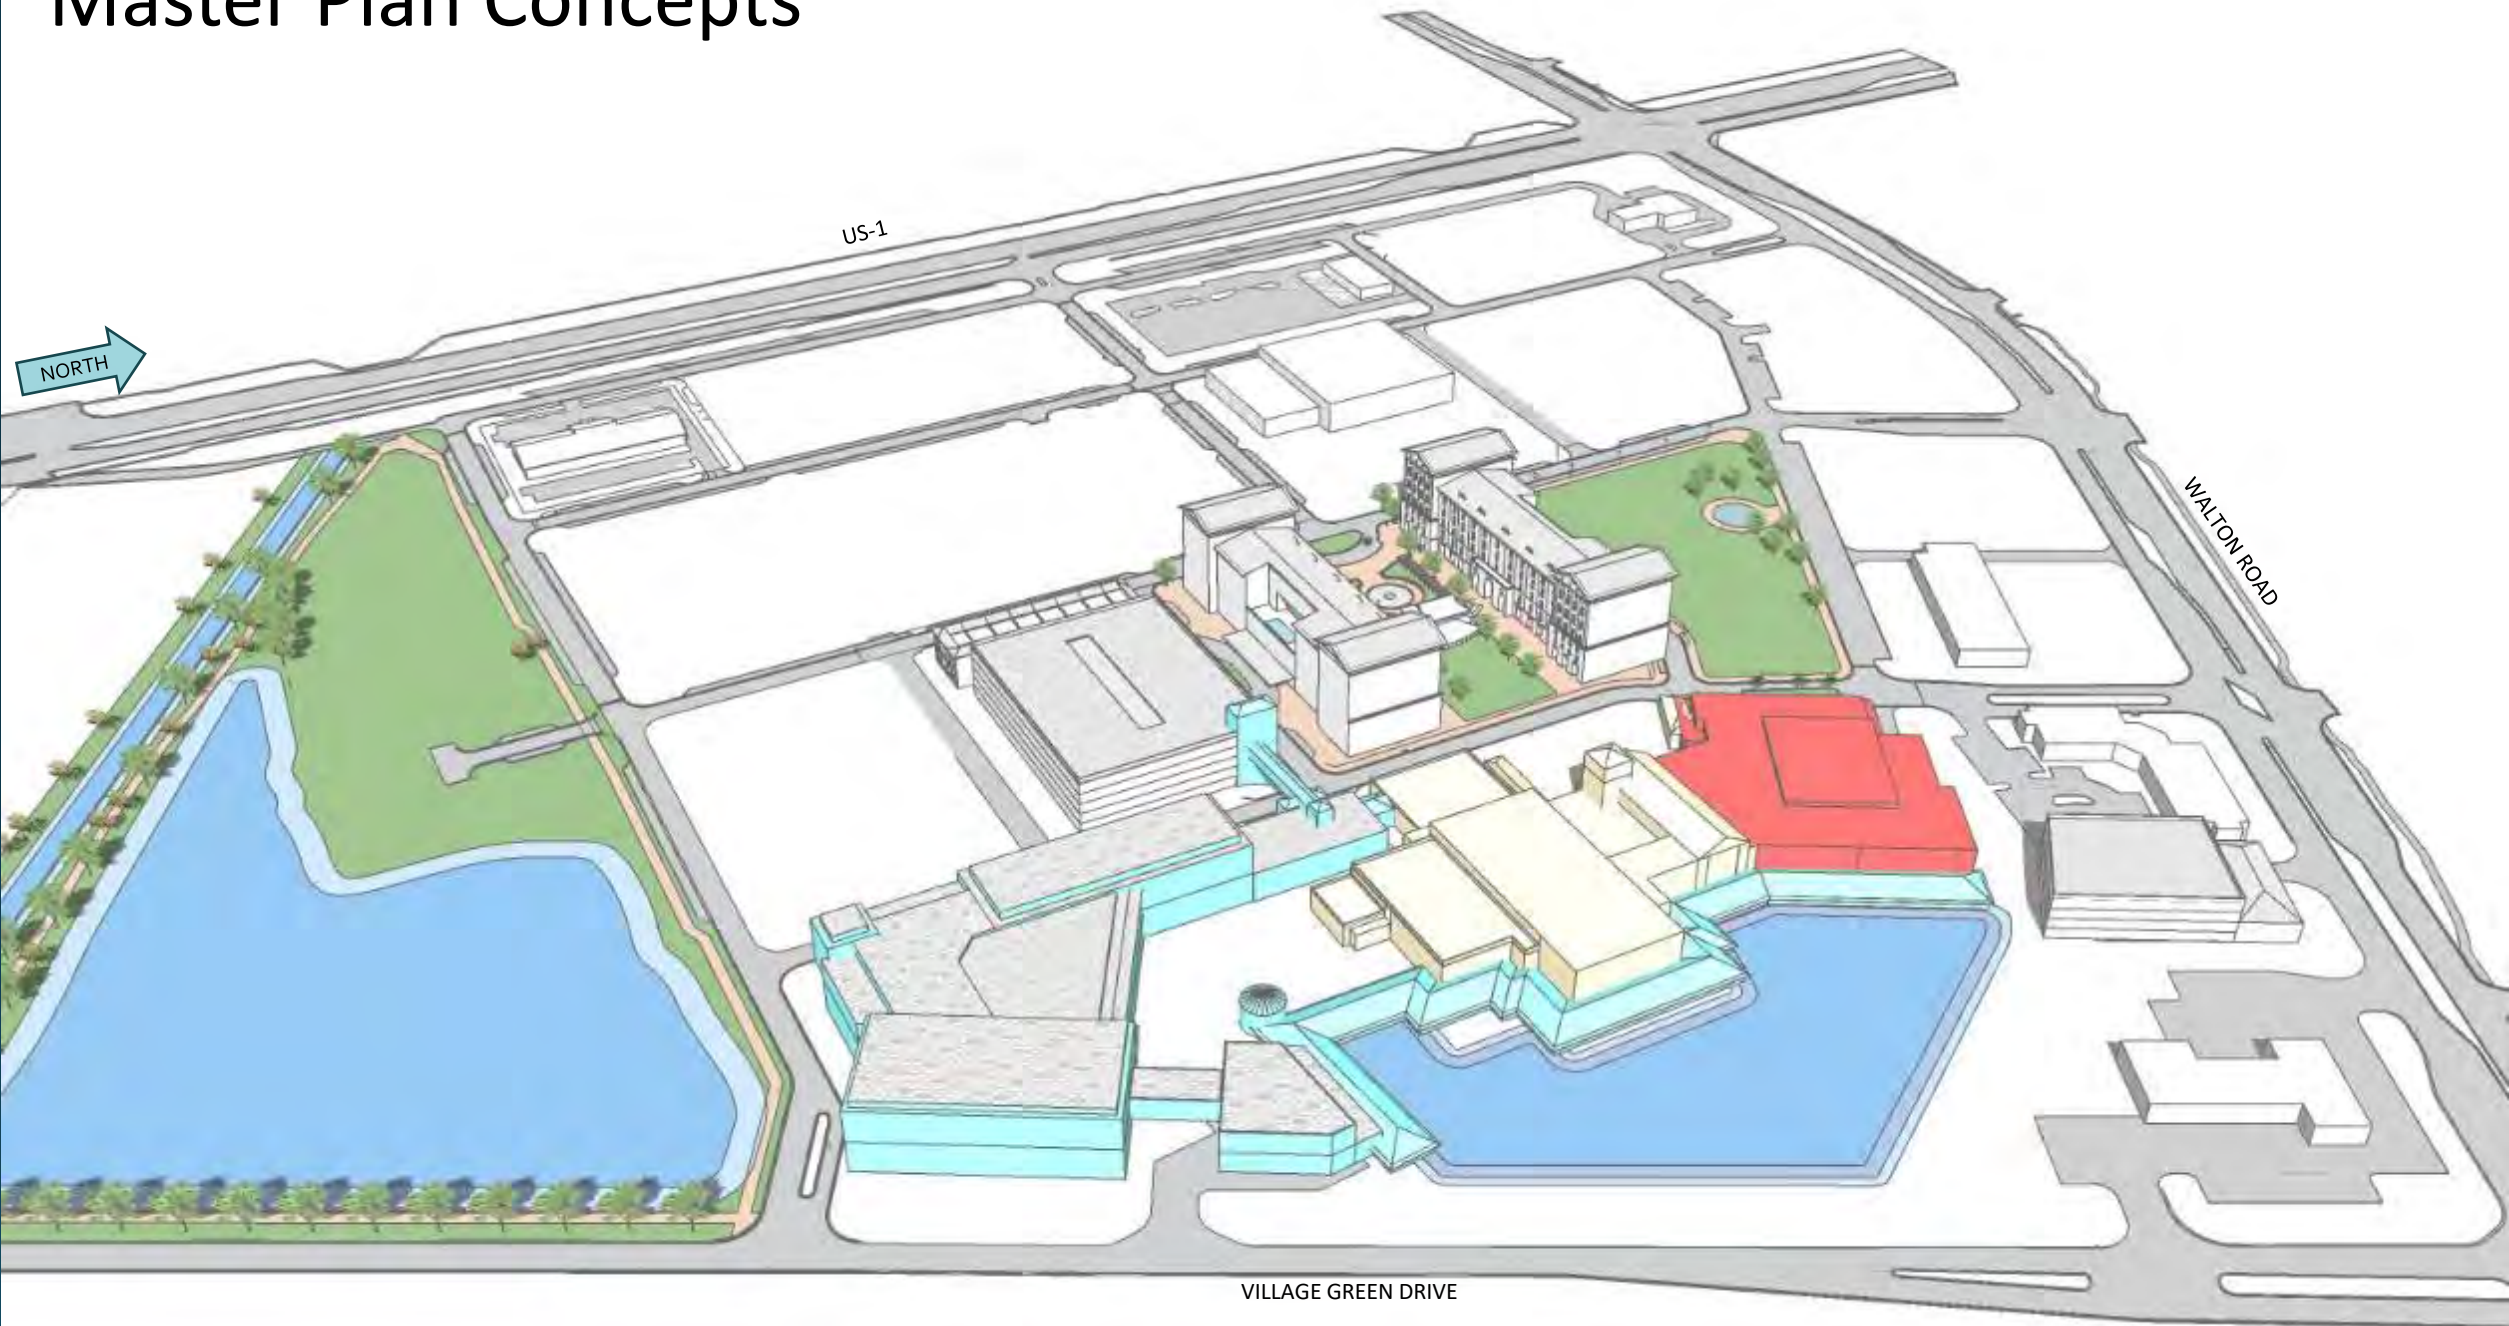 Master Plan Concepts
US-1
NORTH
WALTON ROAD
VILLAGE GREEN DRIVE